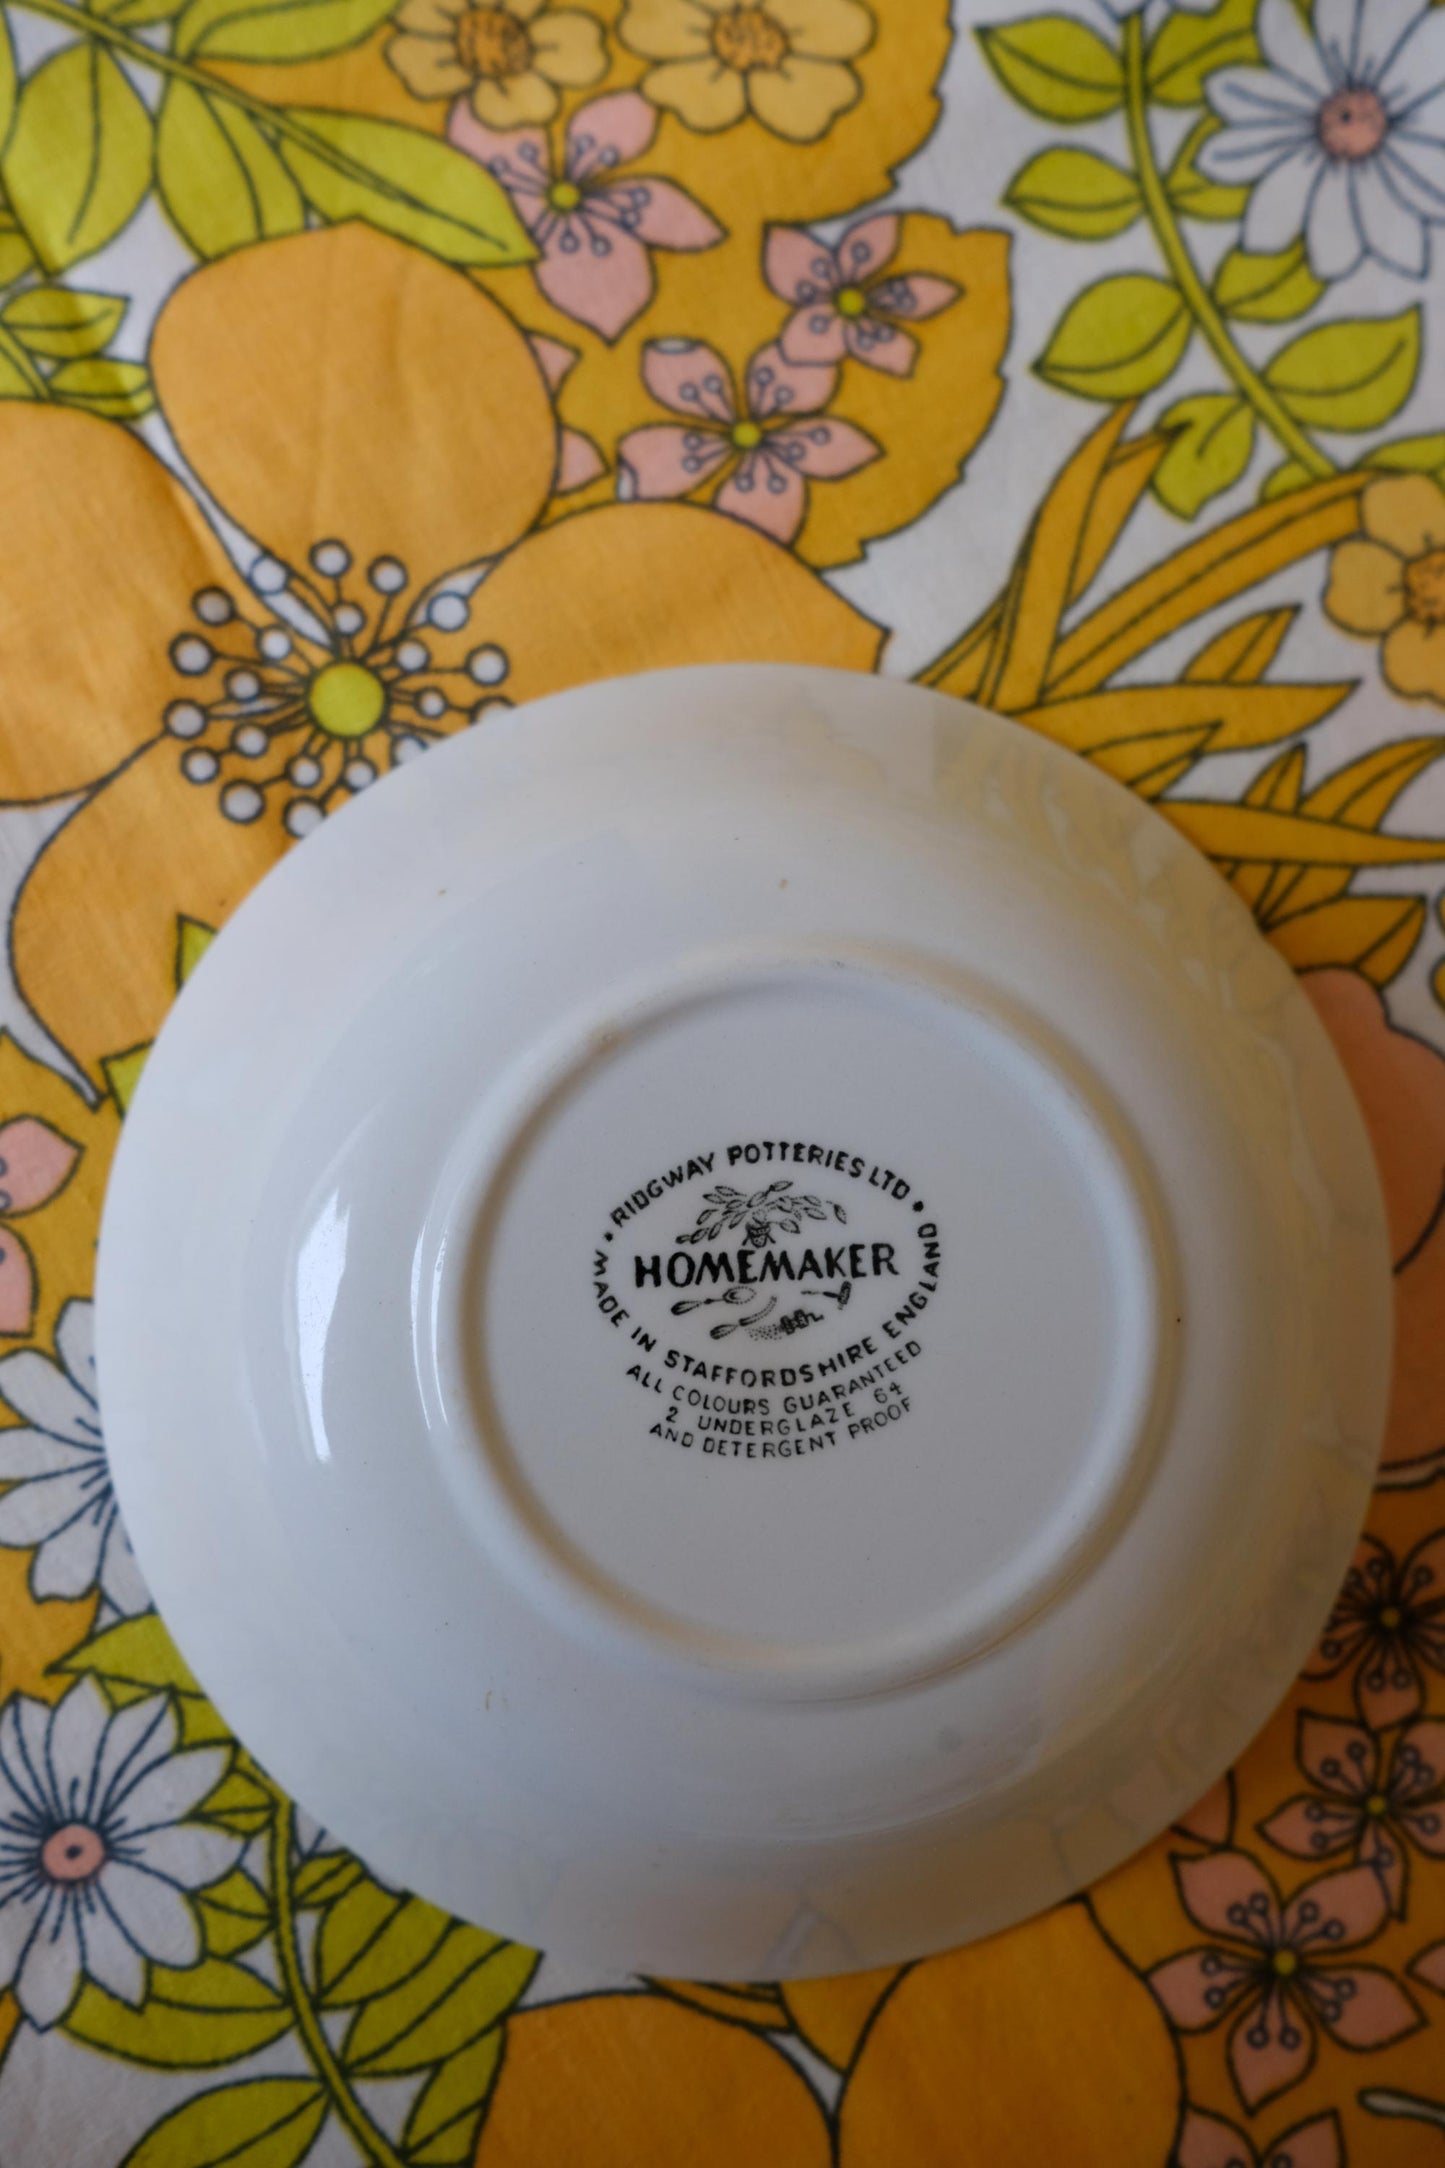 RIDGWAY POTTERIES LTD
HOMEMAKER
MADE IN STAFFORDSHIRE ENGLAND
ALL COLOURS GUARANTEED
2 UNDERGLAZE 64
AND DETERGENT PROOF